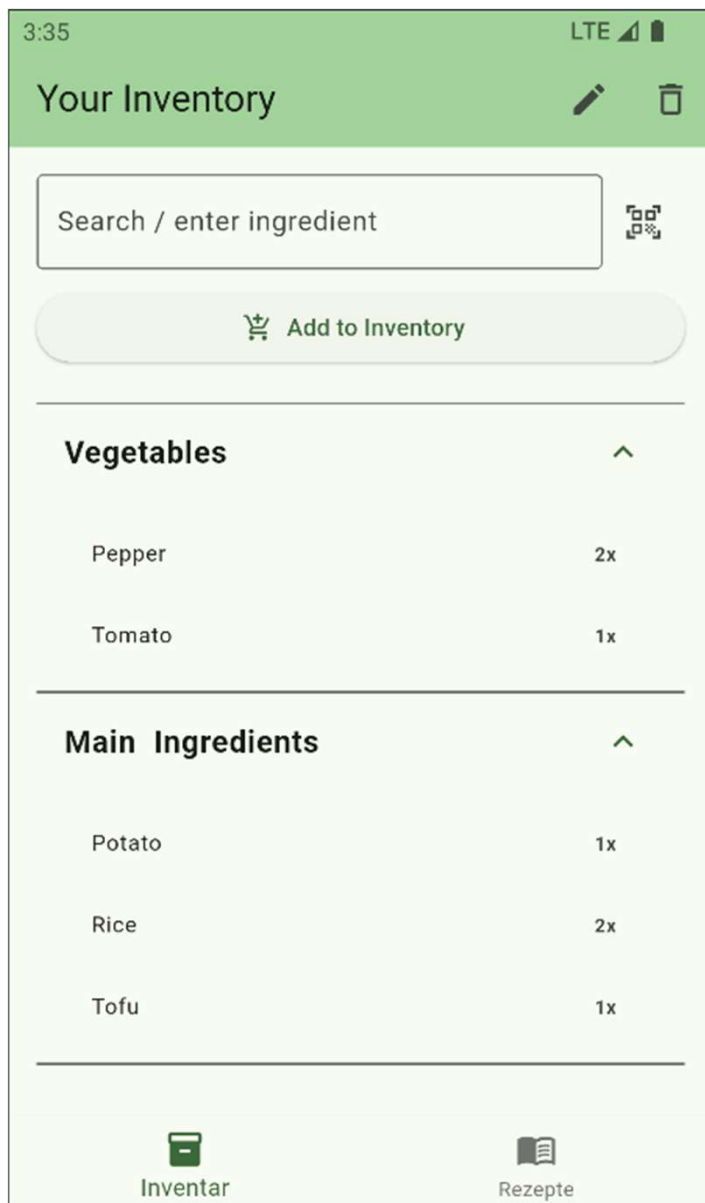 3:35 LTE
Your Inventory
Search / enter ingredient
Add to Inventory
Vegetables
Pepper 2x
Tomato 1x
Main Ingredients
Potato 1x
Rice 2x
Tofu 1x
Inventar Rezepte